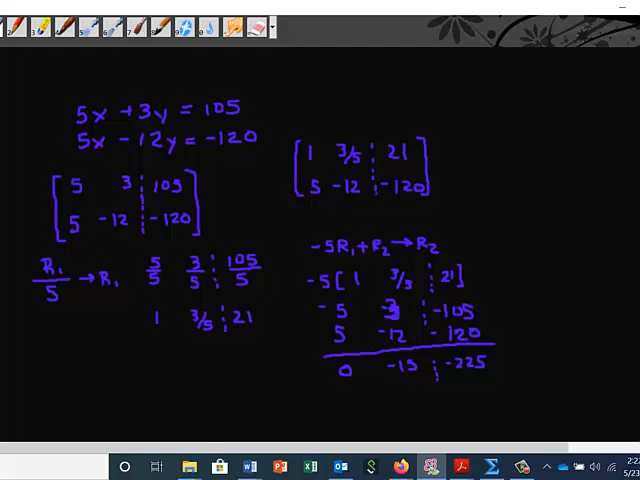 5x + 3y = 105
5x - 12y = -120
[5 3 ⋮ 105]
[5 -12 ⋮ -120]
R₁/5 → R₁ 5/5 3/5 ⋮ 105/5
1 3/5 ⋮ 21
[1 3/5 ⋮ 21]
[5 -12 ⋮ -120]
-5R₁ + R₂ → R₂
-5[1 3/5 ⋮ 21]
-5 -3 ⋮ -105
5 -12 -120
0 -15 ⋮ -225